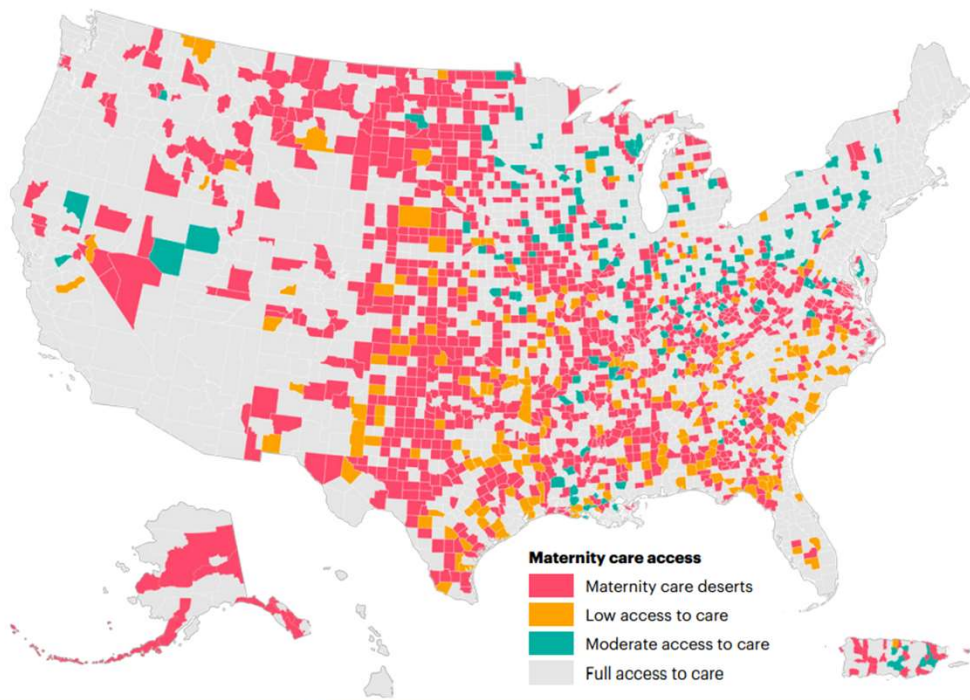 Maternity care access
Maternity care deserts
Low access to care
Moderate access to care
Full access to care